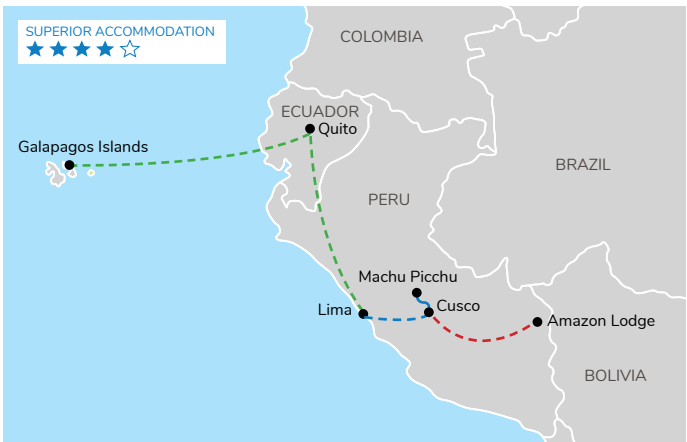 SUPERIOR ACCOMMODATION
COLOMBIA
ECUADOR
Quito
Galapagos Islands
BRAZIL
PERU
Machu Picchu
Lima
Cusco
Amazon Lodge
BOLIVIA